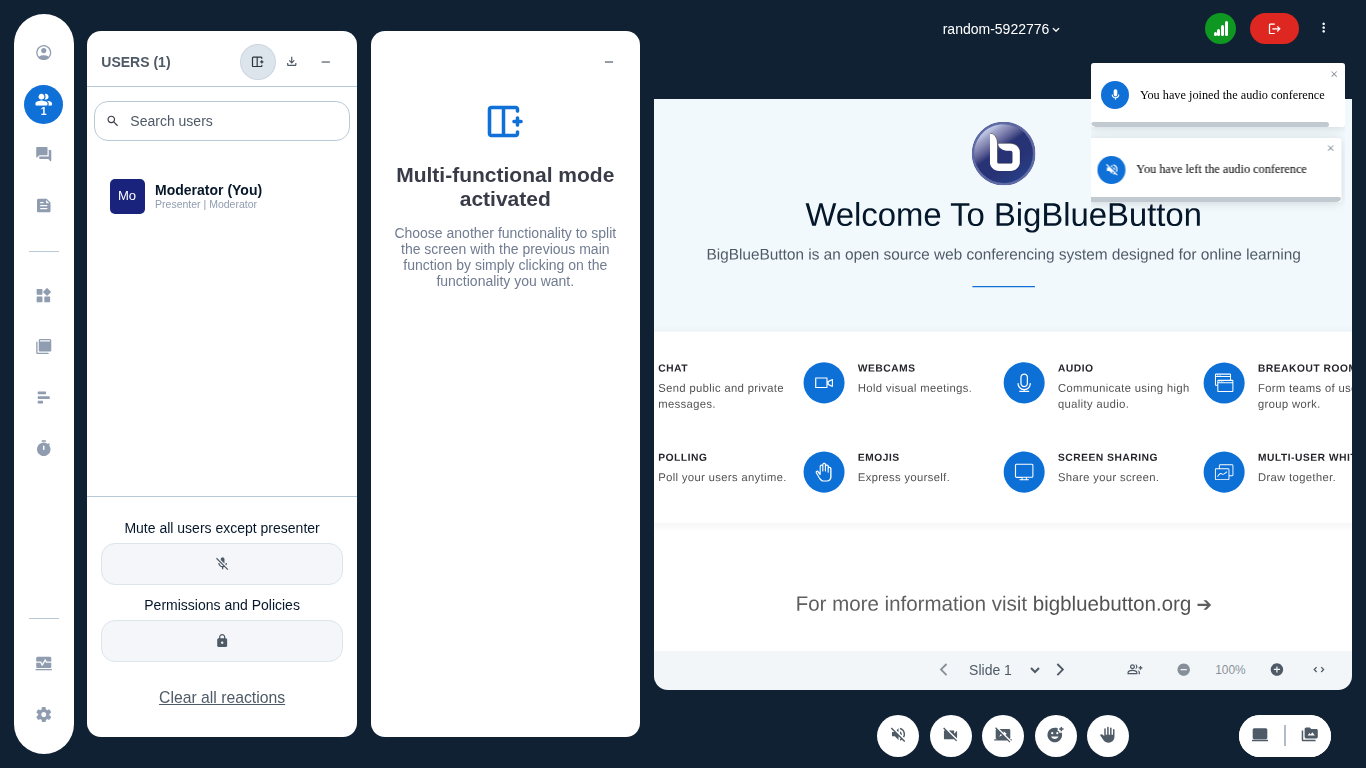 random-5922776
USERS (1)
1
Search users
Mo
Moderator (You)
Presenter | Moderator
Mute all users except presenter
Permissions and Policies
Clear all reactions
Multi-functional mode
activated
Choose another functionality to split
the screen with the previous main
function by simply clicking on the
functionality you want.
You have joined the audio conference
You have left the audio conference
Welcome To BigBlueButton
BigBlueButton is an open source web conferencing system designed for online learning
CHAT
Send public and private
messages.
WEBCAMS
Hold visual meetings.
AUDIO
Communicate using high
quality audio.
BREAKOUT ROOM
Form teams of us
group work.
POLLING
Poll your users anytime.
EMOJIS
Express yourself.
SCREEN SHARING
Share your screen.
MULTI-USER WHIT
Draw together.
For more information visit bigbluebutton.org ➔
Slide 1
100%